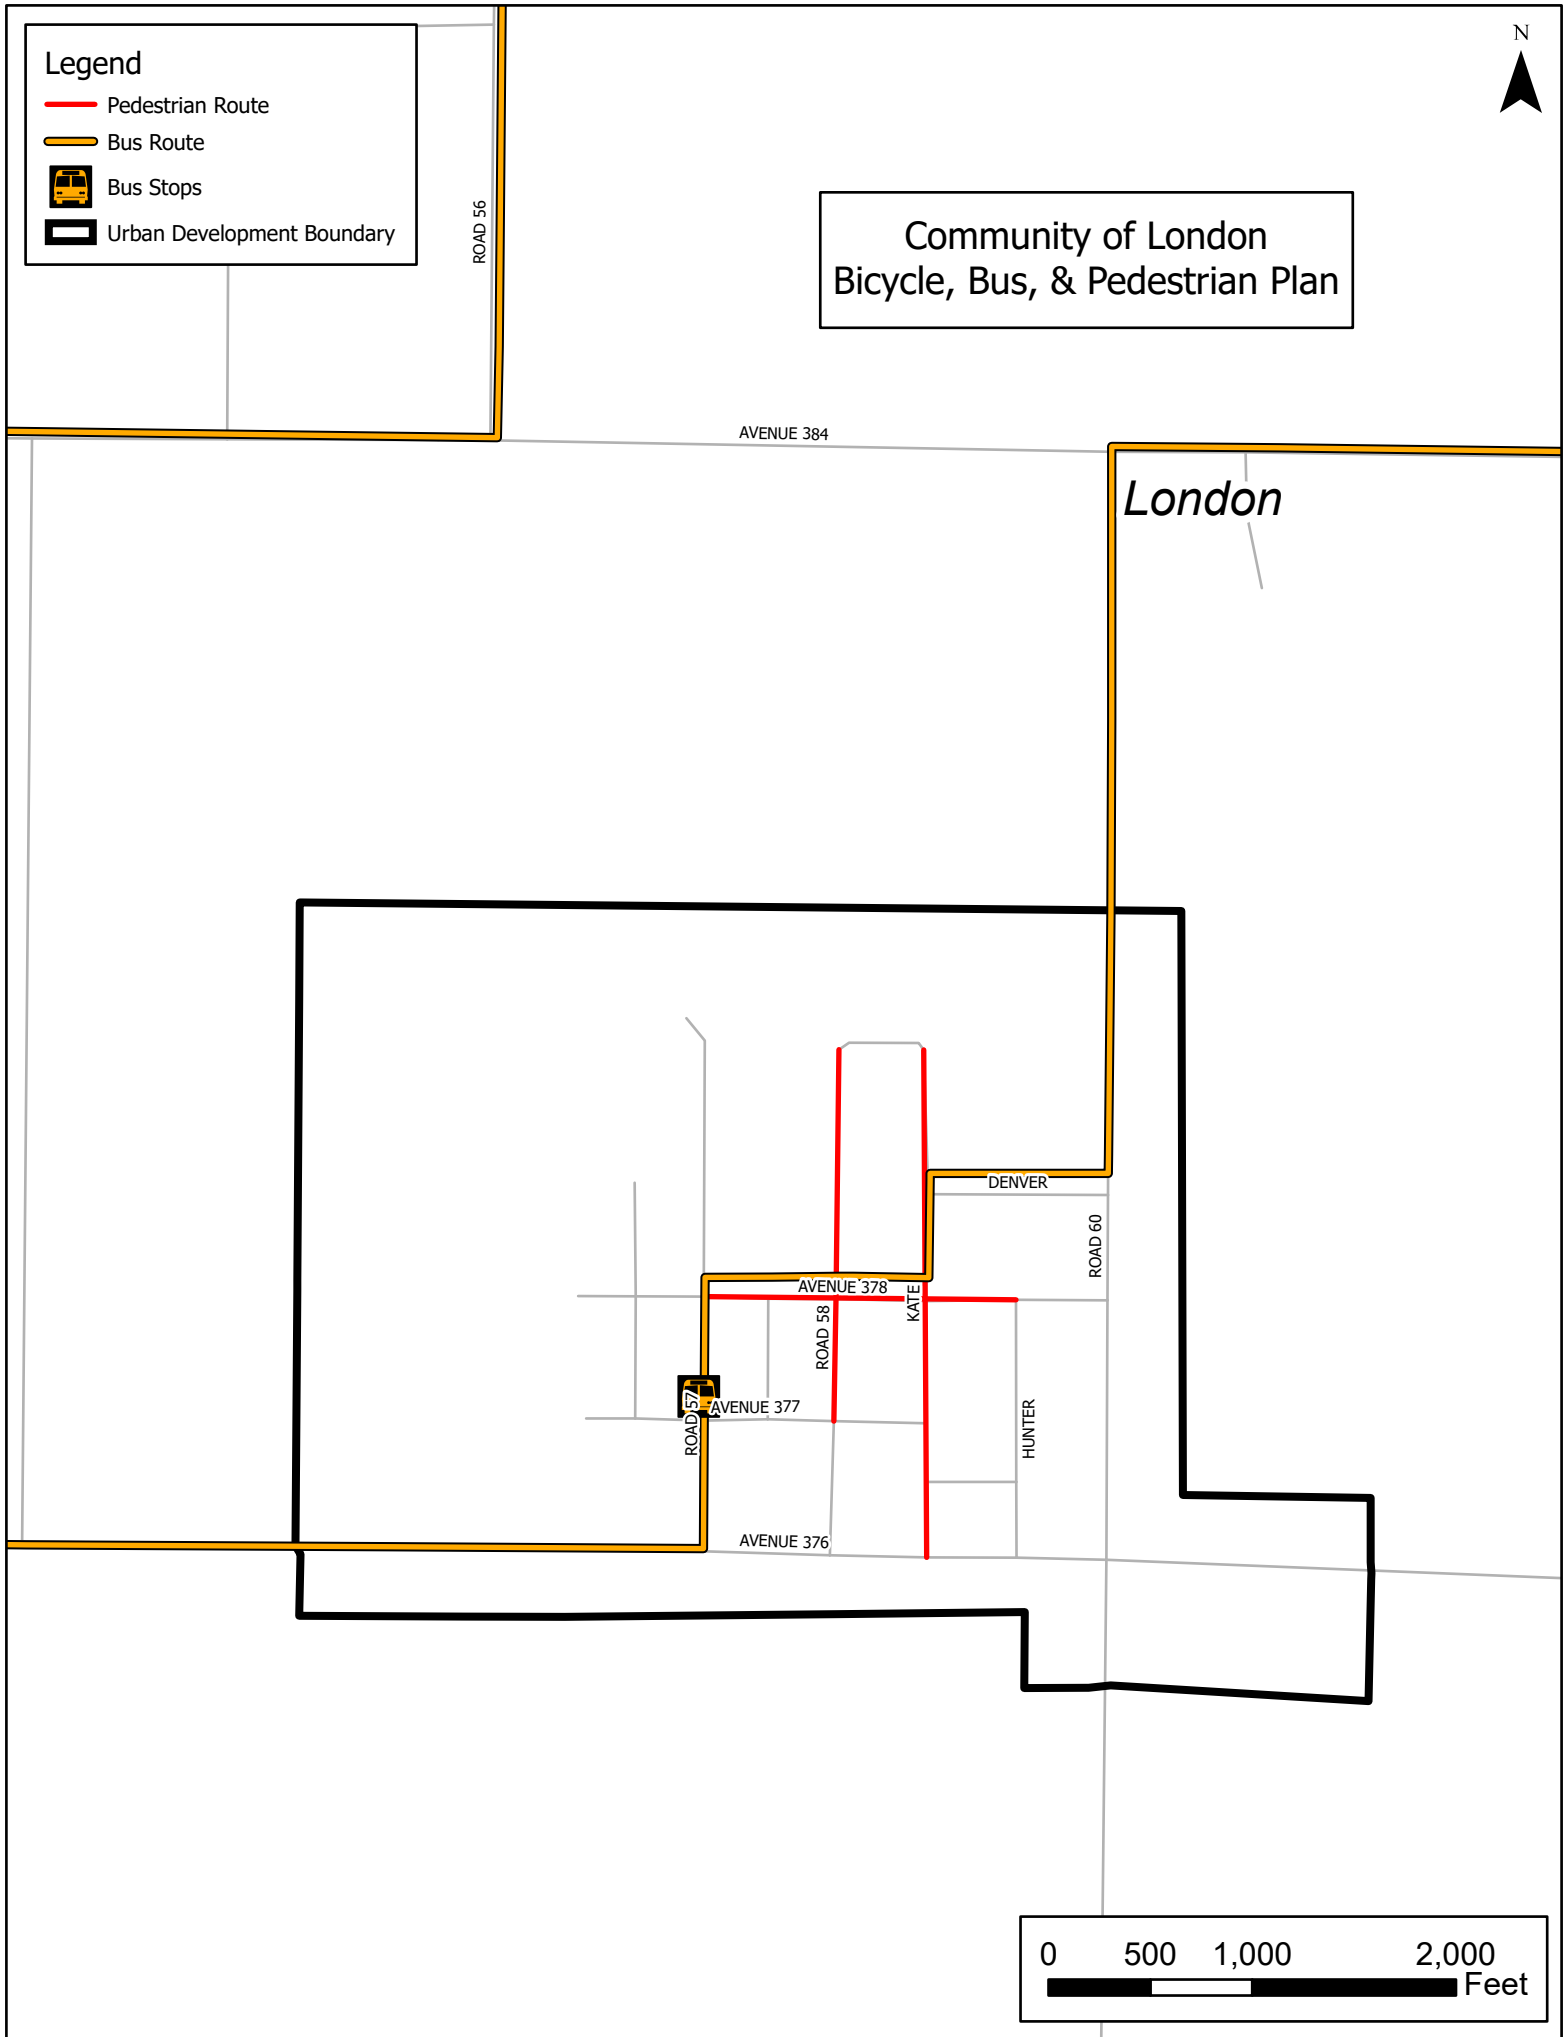 Legend
Pedestrian Route
Bus Route
Bus Stops
Urban Development Boundary
N
ROAD 56
Community of London
Bicycle, Bus, & Pedestrian Plan
AVENUE 384
London
DENVER
ROAD 60
AVENUE 378
KATE
ROAD 58
ROAD 57
AVENUE 377
HUNTER
AVENUE 376
0 500 1,000 2,000
Feet